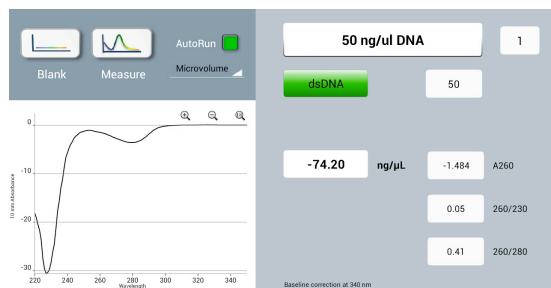 Blank
Measure
AutoRun
Microvolume
50 ng/ul DNA
1
dsDNA
50
-74.20 ng/µL
-1.484 A260
0.05 260/230
0.41 260/280
Baseline correction at 340 nm
10 mm Absorbance
0
-10
-20
-30
220 240 260 280 300 320 340
Wavelength